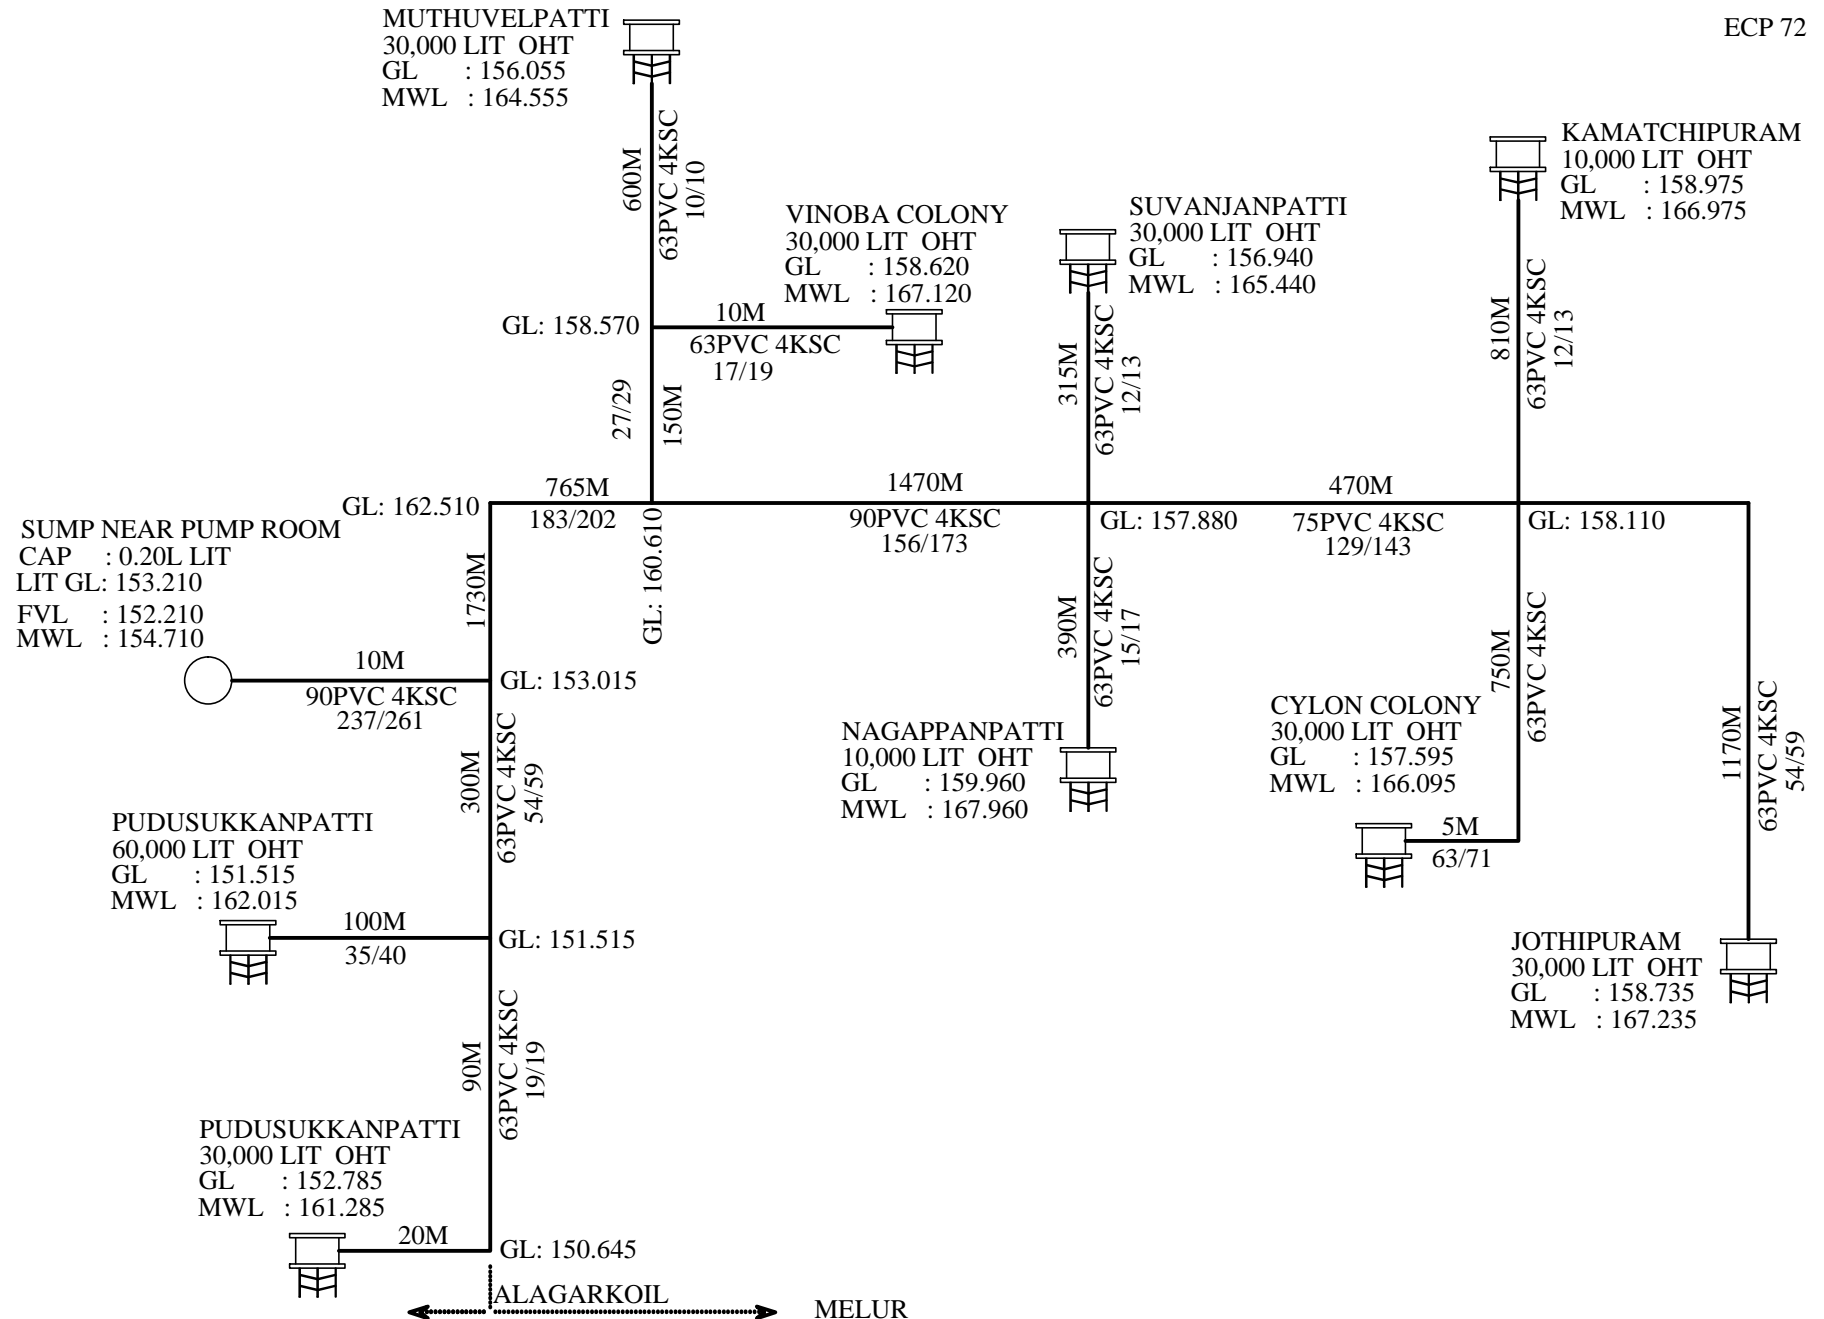 ECP 72
MUTHUVELPATTI
30,000 LIT OHT
GL : 156.055
MWL : 164.555
600M
63PVC 4KSC
10/10
KAMATCHIPURAM
10,000 LIT OHT
GL : 158.975
MWL : 166.975
810M
63PVC 4KSC
12/13
VINOBA COLONY
30,000 LIT OHT
GL : 158.620
MWL : 167.120
SUVANJANPATTI
30,000 LIT OHT
GL : 156.940
MWL : 165.440
315M
63PVC 4KSC
12/13
GL: 158.570
10M
63PVC 4KSC
17/19
27/29
150M
GL: 162.510
765M
183/202
GL: 160.610
1470M
90PVC 4KSC
156/173
GL: 157.880
470M
75PVC 4KSC
129/143
GL: 158.110
SUMP NEAR PUMP ROOM
CAP : 0.20L LIT
LIT GL: 153.210
FVL : 152.210
MWL : 154.710
1730M
10M
90PVC 4KSC
237/261
GL: 153.015
300M
63PVC 4KSC
54/59
390M
63PVC 4KSC
15/17
NAGAPPANPATTI
10,000 LIT OHT
GL : 159.960
MWL : 167.960
750M
63PVC 4KSC
CYLON COLONY
30,000 LIT OHT
GL : 157.595
MWL : 166.095
5M
63/71
1170M
63PVC 4KSC
54/59
PUDUSUKKANPATTI
60,000 LIT OHT
GL : 151.515
MWL : 162.015
100M
35/40
GL: 151.515
JOTHIPURAM
30,000 LIT OHT
GL : 158.735
MWL : 167.235
90M
63PVC 4KSC
19/19
PUDUSUKKANPATTI
30,000 LIT OHT
GL : 152.785
MWL : 161.285
20M
GL: 150.645
ALAGARKOIL
MELUR